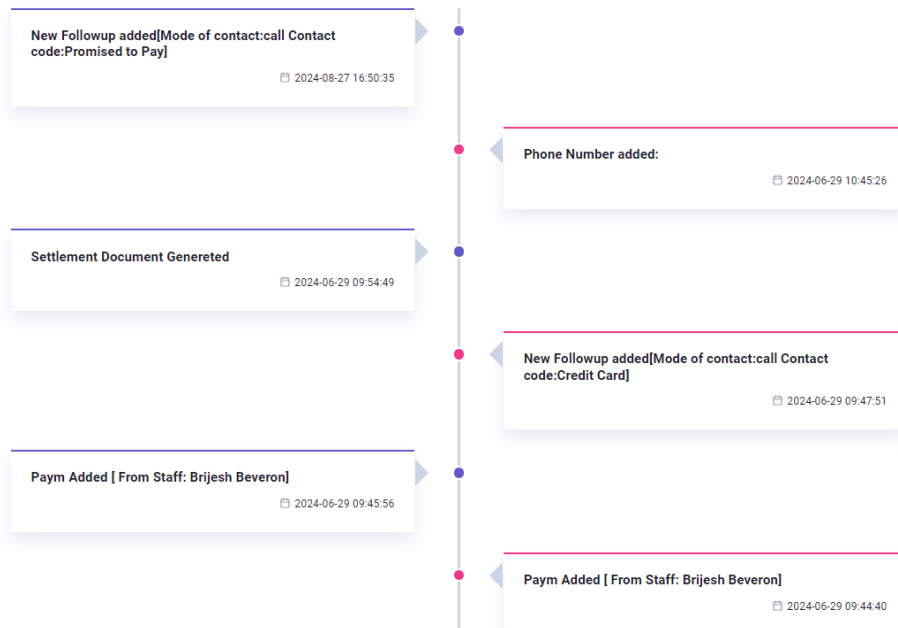 New Followup added[Mode of contact:call Contact
code:Promised to Pay]
2024-08-27 16:50:35
Phone Number added:
2024-06-29 10:45:26
Settlement Document Genereted
2024-06-29 09:54:49
New Followup added[Mode of contact:call Contact
code:Credit Card]
2024-06-29 09:47:51
Paym Added [ From Staff: Brijesh Beveron]
2024-06-29 09:45:56
Paym Added [ From Staff: Brijesh Beveron]
2024-06-29 09:44:40